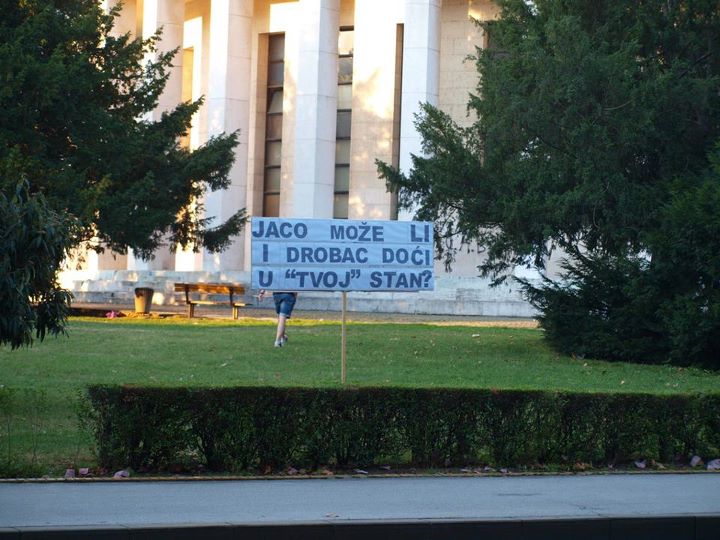 JACO MOŽE LI
I DROBAC DOĆI
U “TVOJ” STAN?